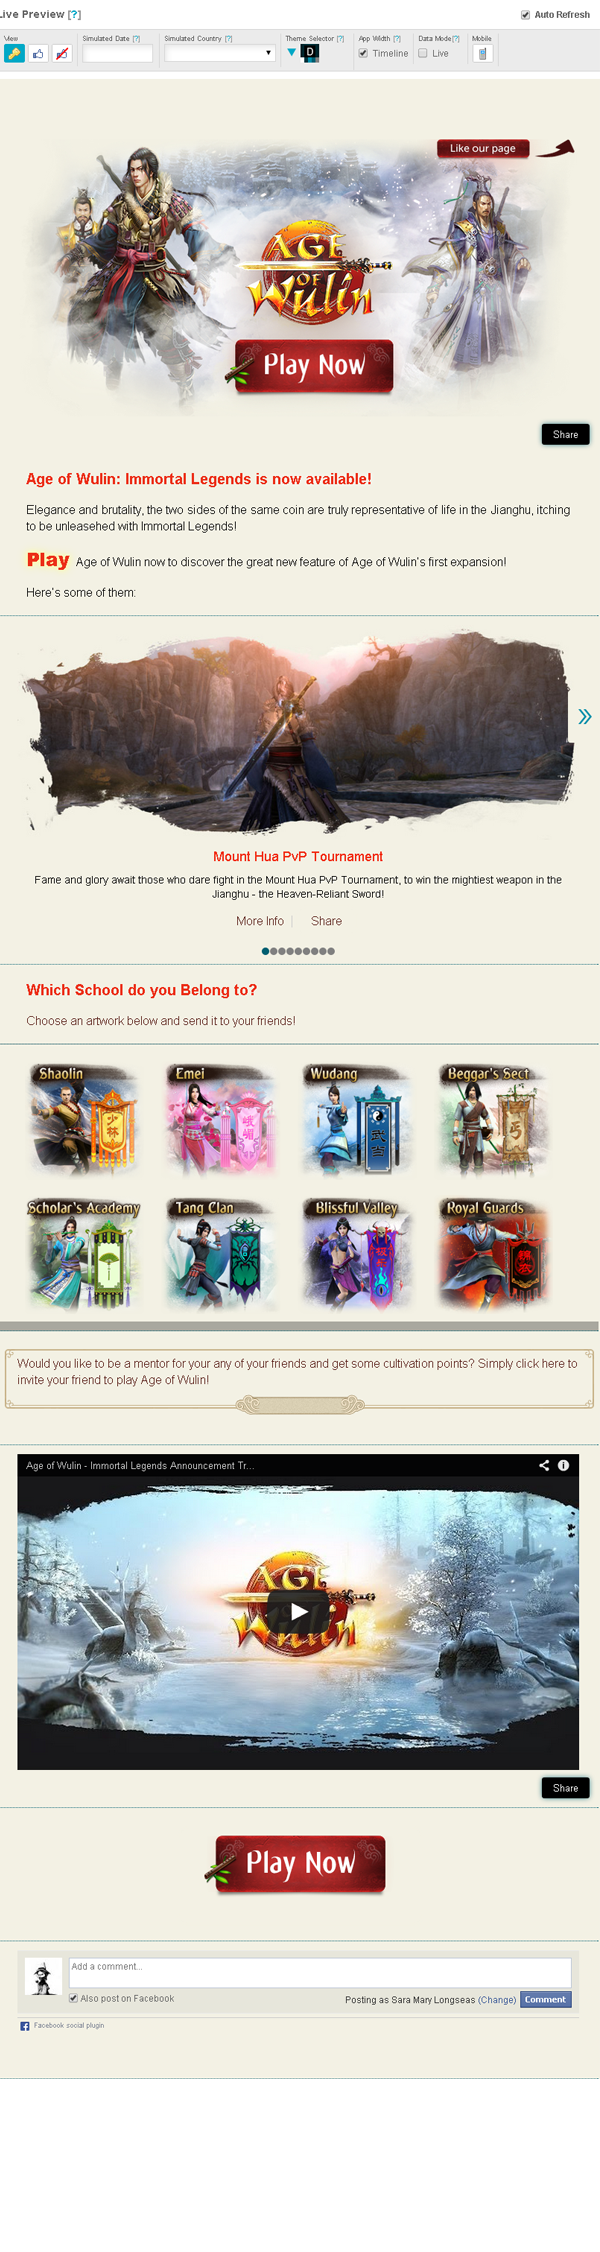 Live Preview [?]
Auto Refresh
View
Simulated Date [?]
Simulated Country [?]
Theme Selector [?]
App Width [?]
Data Mode[?]
Mobile
D
Timeline
Live
Like our page
AGE
OF
Wulin
Play Now
Share
Age of Wulin: Immortal Legends is now available!
Elegance and brutality, the two sides of the same coin are truly representative of life in the Jianghu, itching
to be unleasehed with Immortal Legends!
Play Age of Wulin now to discover the great new feature of Age of Wulin's first expansion!
Here's some of them:
Mount Hua PvP Tournament
Fame and glory await those who dare fight in the Mount Hua PvP Tournament, to win the mightiest weapon in the
Jianghu - the Heaven-Reliant Sword!
More Info
Share
Which School do you Belong to?
Choose an artwork below and send it to your friends!
Shaolin
Emei
Wudang
Beggar's Sect
少林
峨嵋
武当
丐
Scholar's Academy
Tang Clan
Blissful Valley
Royal Guards
Would you like to be a mentor for your any of your friends and get some cultivation points? Simply click here to
invite your friend to play Age of Wulin!
Age of Wulin - Immortal Legends Announcement Tr...
AGE
Wulin
Share
Play Now
Add a comment...
Also post on Facebook
Posting as Sara Mary Longseas (Change)
Comment
Facebook social plugin